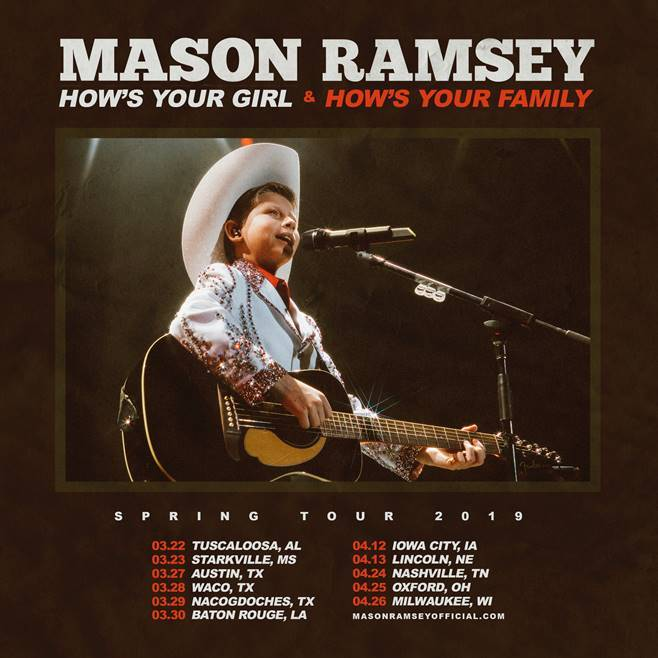 MASON RAMSEY
HOW'S YOUR GIRL & HOW'S YOUR FAMILY
SPRING TOUR 2019
03.22 TUSCALOOSA, AL
03.23 STARKVILLE, MS
03.27 AUSTIN, TX
03.28 WACO, TX
03.29 NACOGDOCHES, TX
03.30 BATON ROUGE, LA
04.12 IOWA CITY, IA
04.13 LINCOLN, NE
04.24 NASHVILLE, TN
04.25 OXFORD, OH
04.26 MILWAUKEE, WI
MASONRAMSEYOFFICIAL.COM